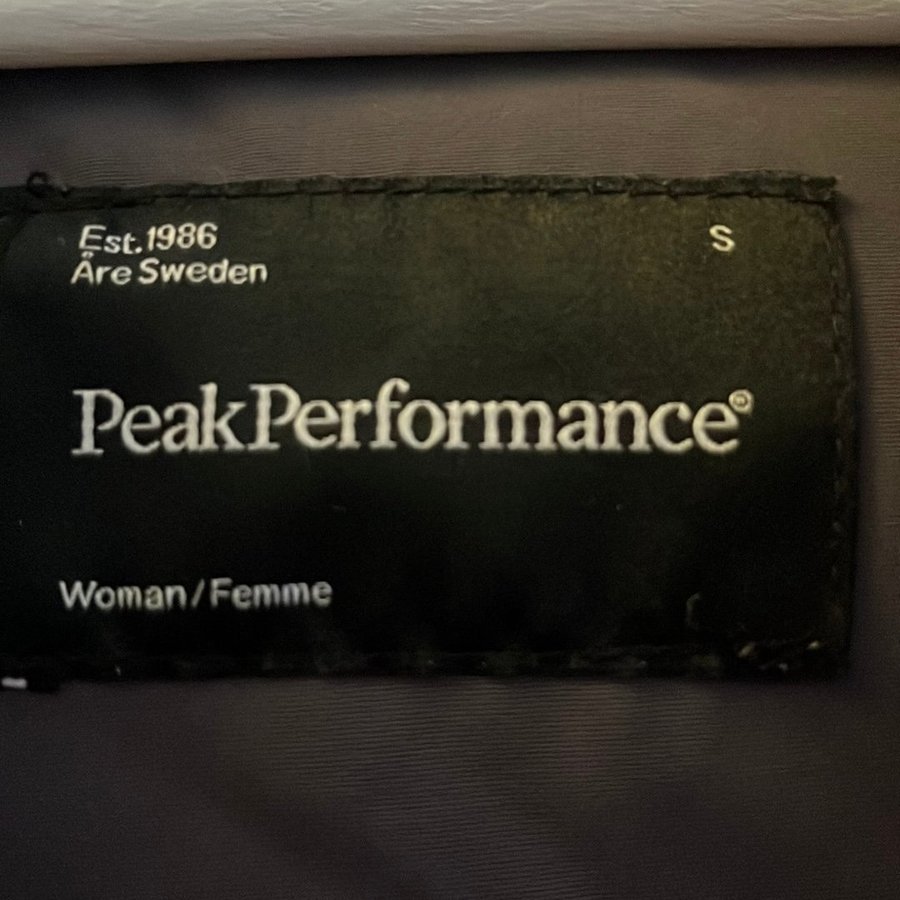 Est.1986
Åre Sweden
S
PeakPerformance®
Woman/Femme